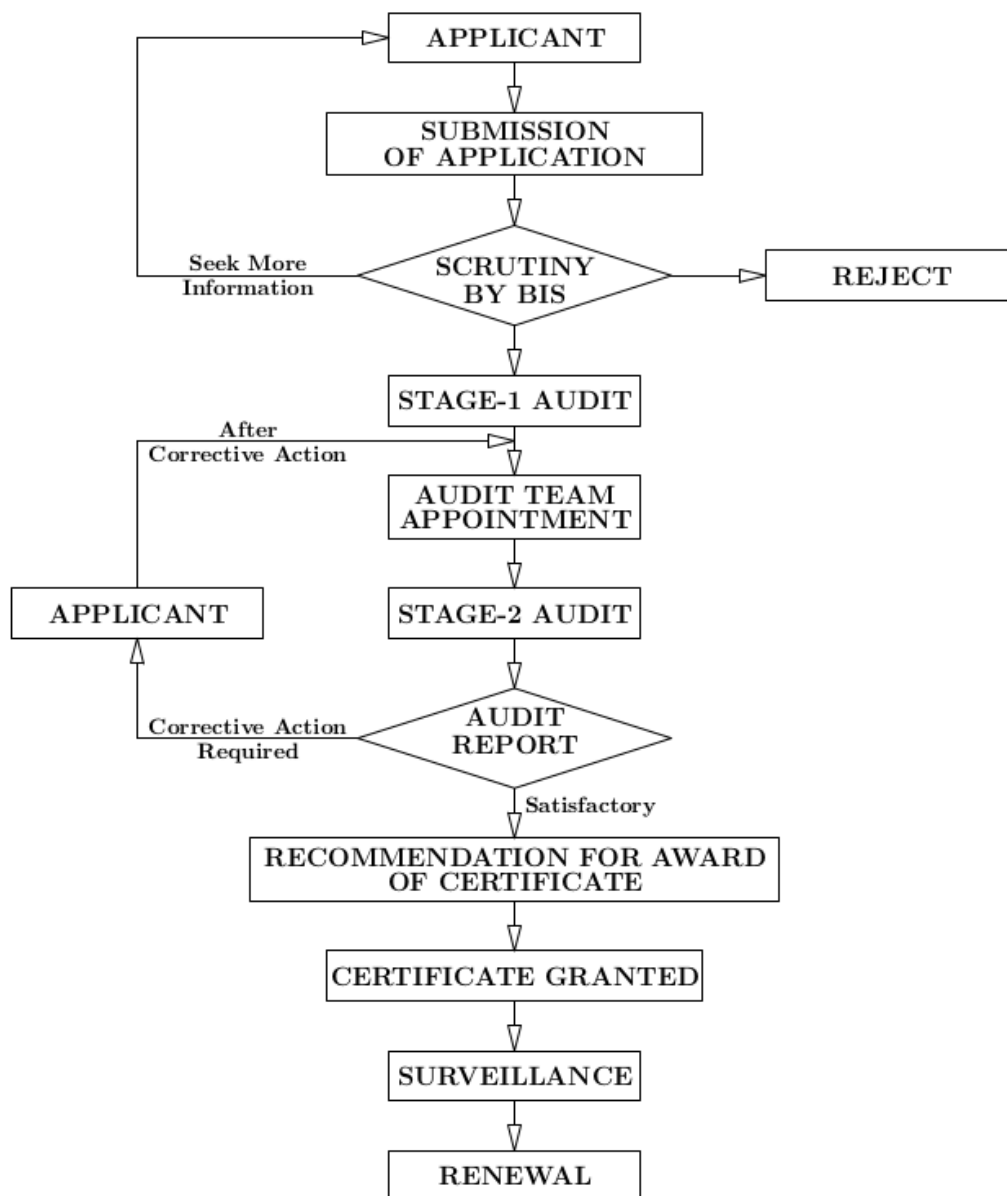 APPLICANT
SUBMISSION
OF APPLICATION
Seek More
Information
SCRUTINY
BY BIS
REJECT
STAGE-1 AUDIT
After
Corrective Action
AUDIT TEAM
APPOINTMENT
APPLICANT
STAGE-2 AUDIT
Corrective Action
Required
AUDIT
REPORT
Satisfactory
RECOMMENDATION FOR AWARD
OF CERTIFICATE
CERTIFICATE GRANTED
SURVEILLANCE
RENEWAL